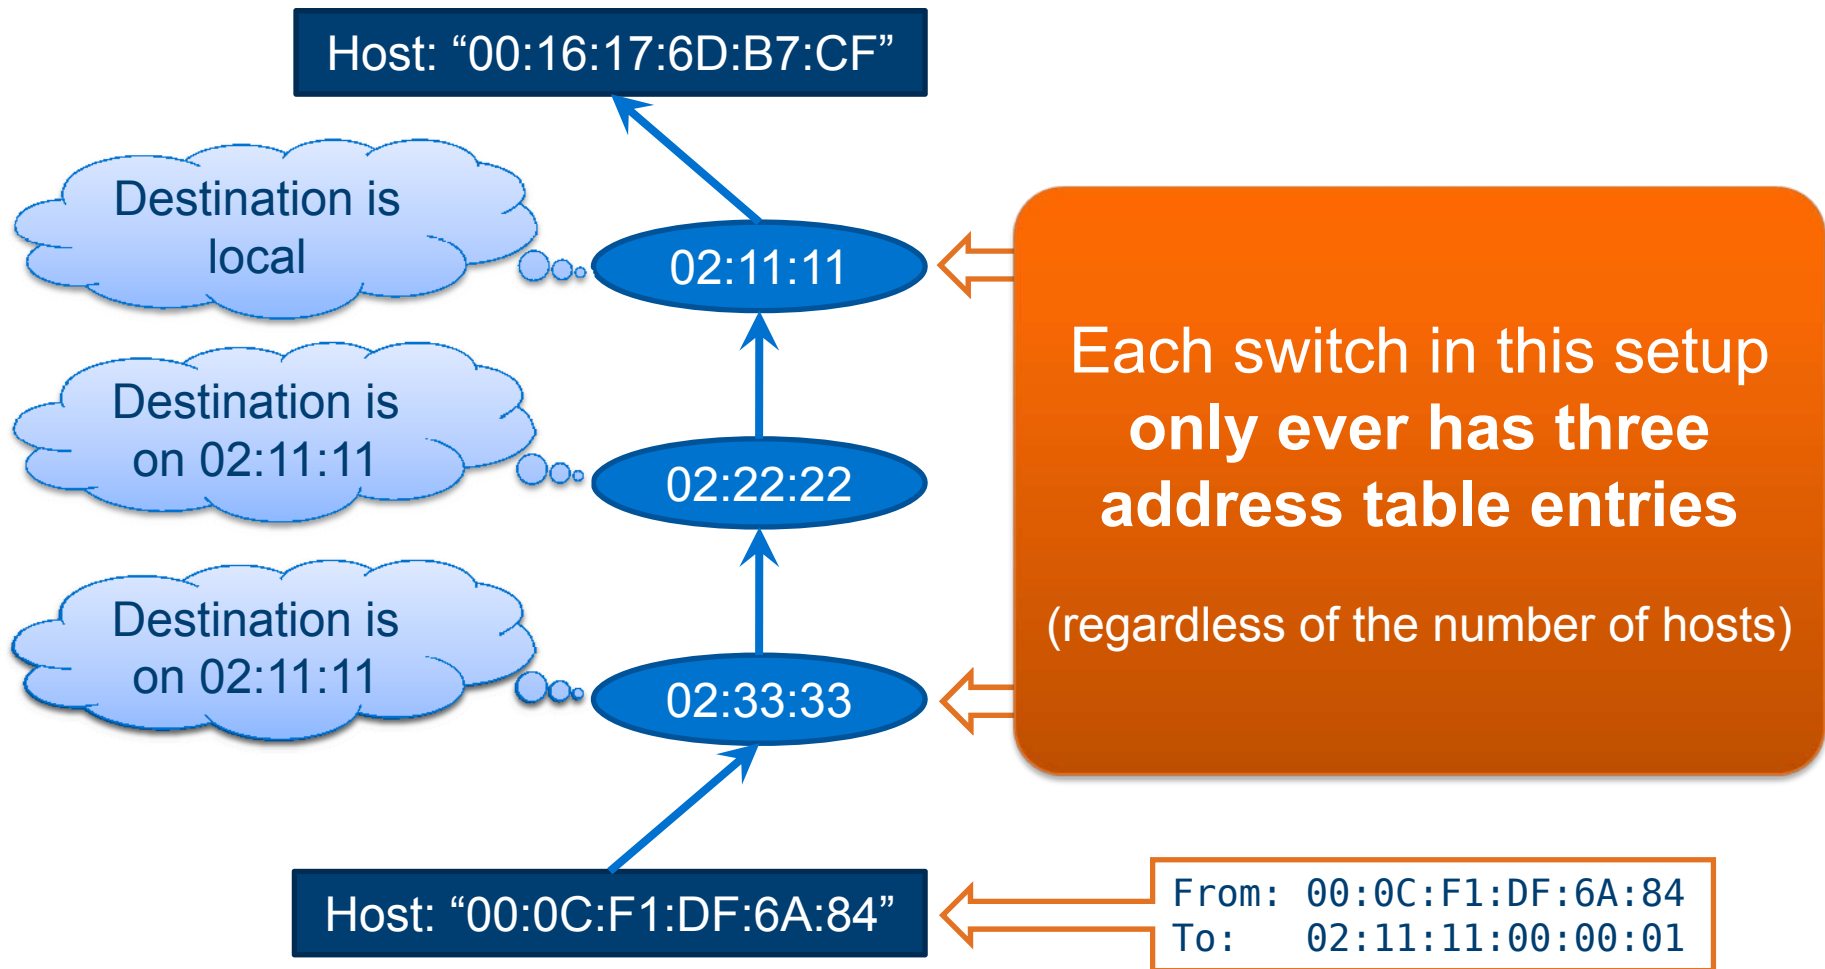 Host: “00:16:17:6D:B7:CF”
Destination is
local
02:11:11
Destination is
on 02:11:11
02:22:22
Destination is
on 02:11:11
02:33:33
Each switch in this setup
only ever has three
address table entries
(regardless of the number of hosts)
Host: “00:0C:F1:DF:6A:84”
From: 00:0C:F1:DF:6A:84
To: 02:11:11:00:00:01